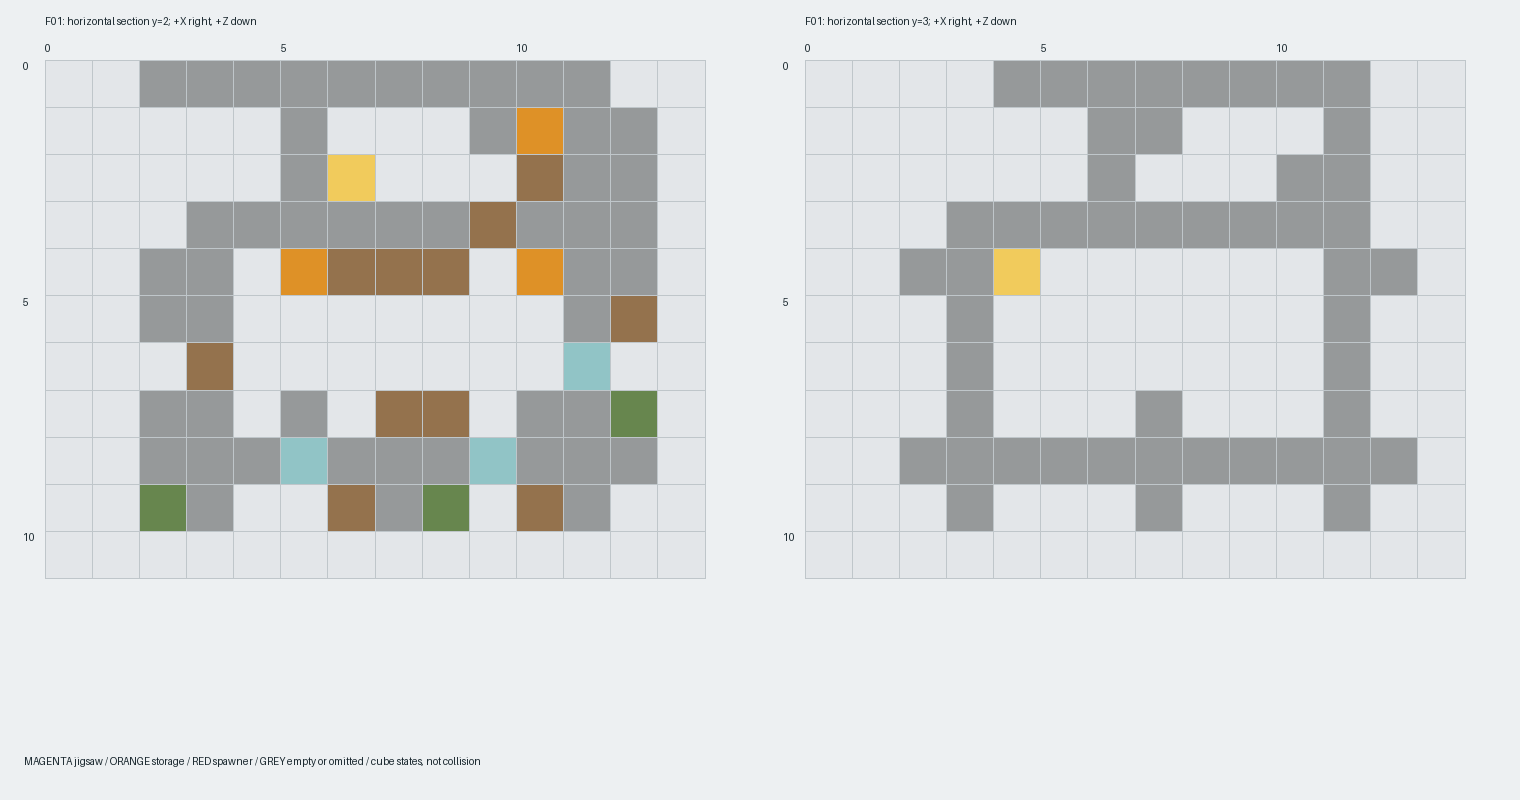 F01: horizontal section y=2; +X right, +Z down
F01: horizontal section y=3; +X right, +Z down
0 5 10
0 5 10
0
0
5
5
10
10
MAGENTA jigsaw / ORANGE storage / RED spawner / GREY empty or omitted / cube states, not collision